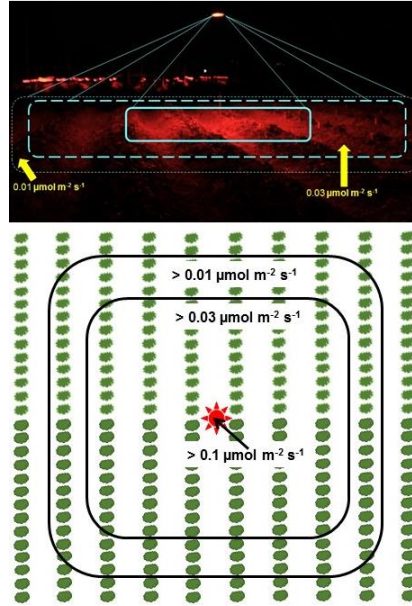 0.01 µmol m⁻² s⁻¹
0.03 µmol m⁻² s⁻¹
> 0.01 µmol m⁻² s⁻¹
> 0.03 µmol m⁻² s⁻¹
> 0.1 µmol m⁻² s⁻¹